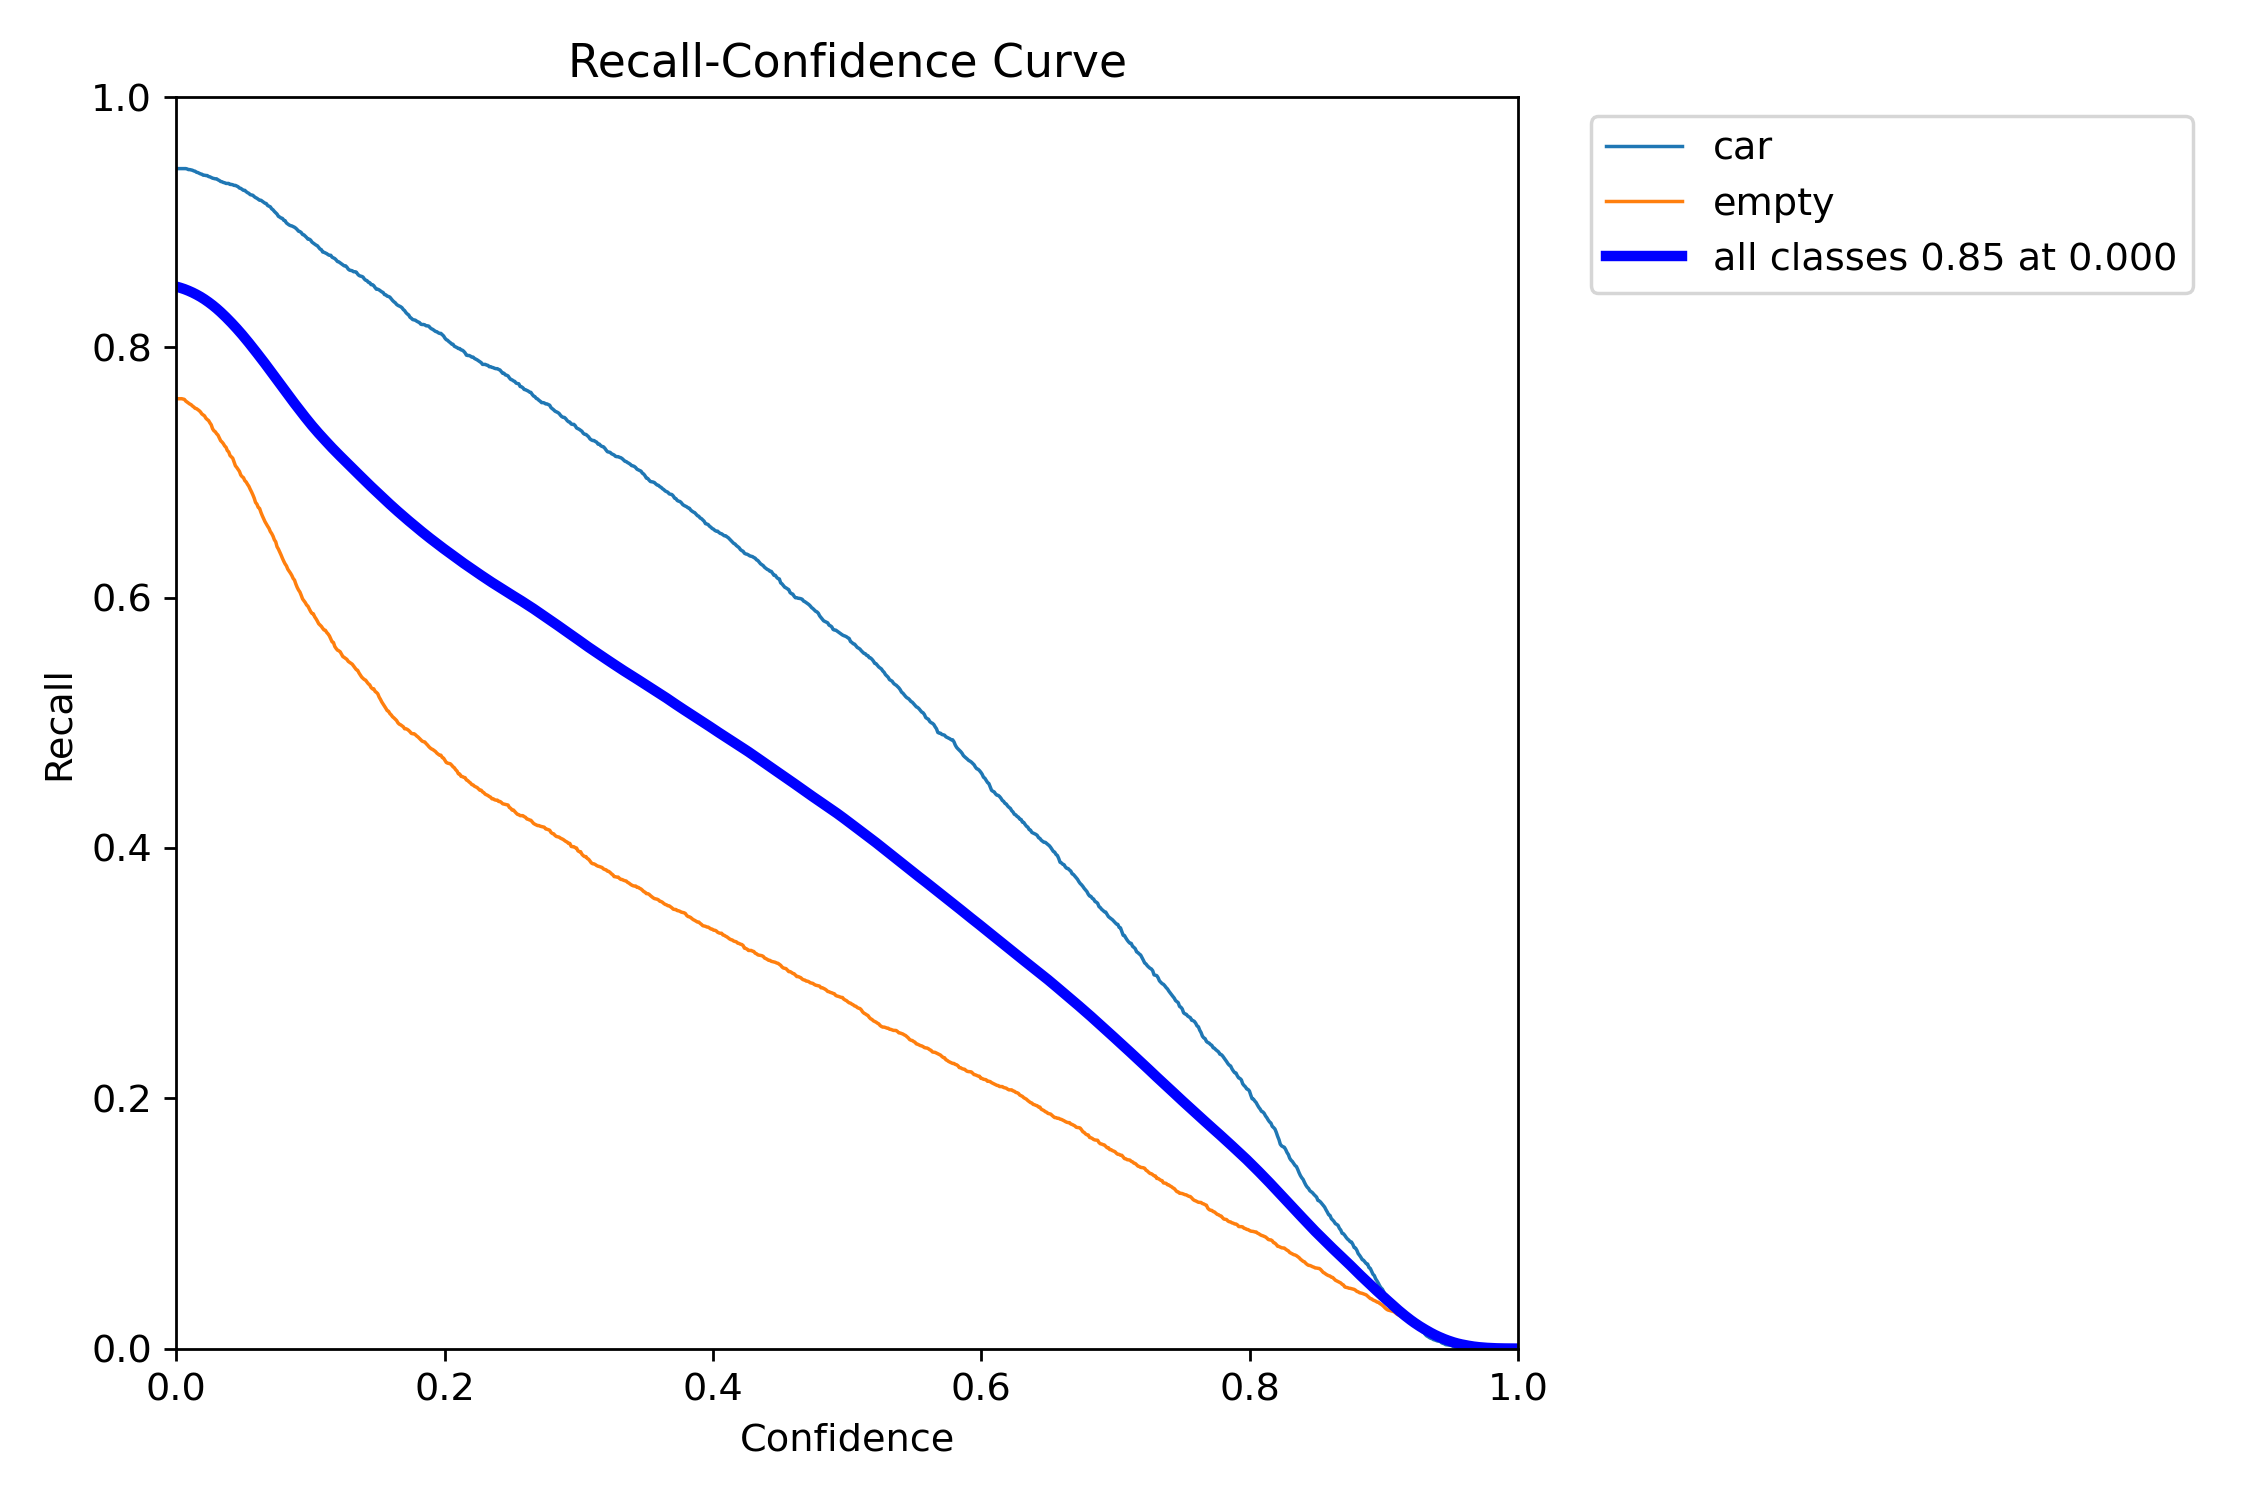 Recall-Confidence Curve
1.0
0.8
0.6
0.4
0.2
0.0
Recall
0.0 0.2 0.4 0.6 0.8 1.0
Confidence
car
empty
all classes 0.85 at 0.000